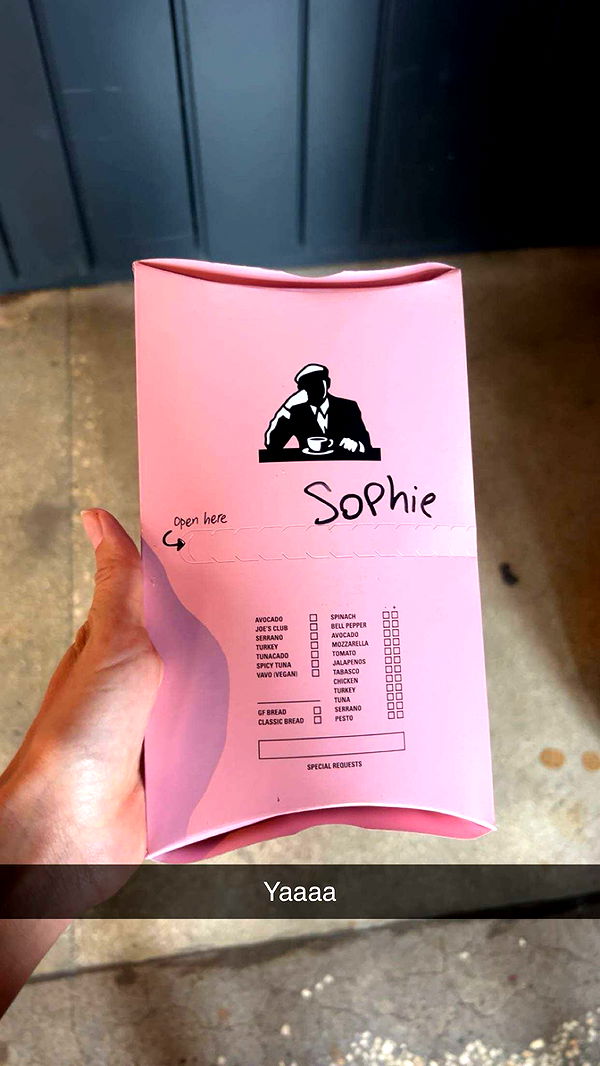 Sophie
open here
AVOCADO
JOE'S CLUB
SERRANO
TURKEY
TUNACADO
SPICY TUNA
VAVO (VEGAN)
GF BREAD
CLASSIC BREAD
SPINACH
BELL PEPPER
AVOCADO
MOZZARELLA
TOMATO
JALAPENOS
TABASCO
CHICKEN
TURKEY
TUNA
SERRANO
PESTO
SPECIAL REQUESTS
Yaaaa